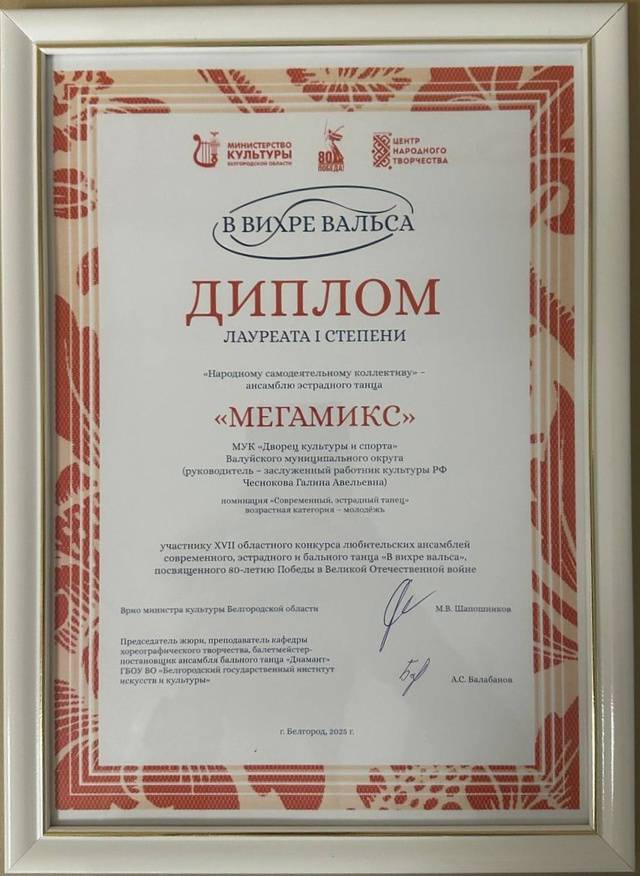 МИНИСТЕРСТВО
КУЛЬТУРЫ
БЕЛГОРОДСКОЙ ОБЛАСТИ
80
ПОБЕДА!
ЦЕНТР
НАРОДНОГО
ТВОРЧЕСТВА
В ВИХРЕ ВАЛЬСА
ДИПЛОМ
ЛАУРЕАТА I СТЕПЕНИ
«Народному самодеятельному коллективу» –
ансамблю эстрадного танца
«МЕГАМИКС»
МУК «Дворец культуры и спорта»
Валуйского муниципального округа
(руководитель – заслуженный работник культуры РФ
Чеснокова Галина Авельевна)
номинация «Современный, эстрадный танец»
возрастная категория – молодёжь
участнику XVII областного конкурса любительских ансамблей
современного, эстрадного и бального танца «В вихре вальса»,
посвященного 80-летию Победы в Великой Отечественной войне
Врио министра культуры Белгородской области
М.В. Шапошников
Председатель жюри, преподаватель кафедры
хореографического творчества, балетмейстер-
постановщик ансамбля бального танца «Диамант»
ГБОУ ВО «Белгородский государственный институт
искусств и культуры»
А.С. Балабанов
г. Белгород, 2025 г.